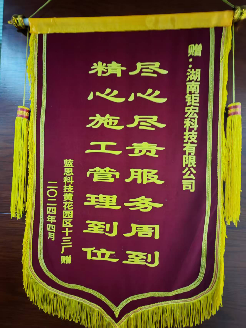 赠：湖南钜宏科技有限公司
尽心尽责服务周到
精心施工管理到位
蓝思科技黄花园区十三厂赠
二〇二四年四月